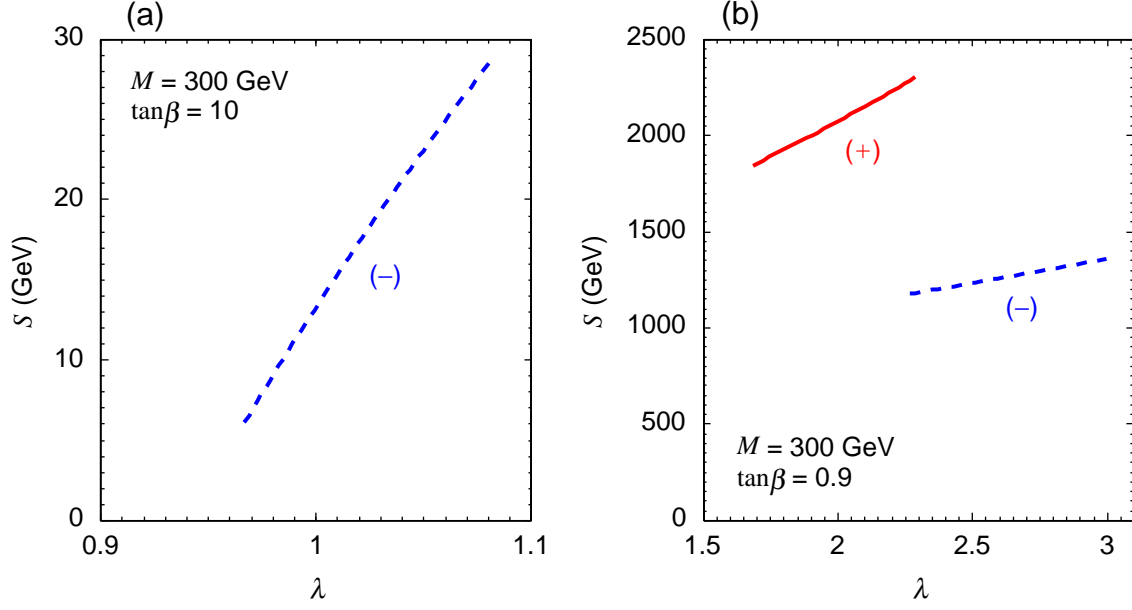 (a)
30
20
10
0
0.9
1
1.1
S (GeV)
λ
M = 300 GeV
tanβ = 10
(−)
(b)
2500
2000
1500
1000
500
0
1.5
2
2.5
3
S (GeV)
λ
(+)
(−)
M = 300 GeV
tanβ = 0.9